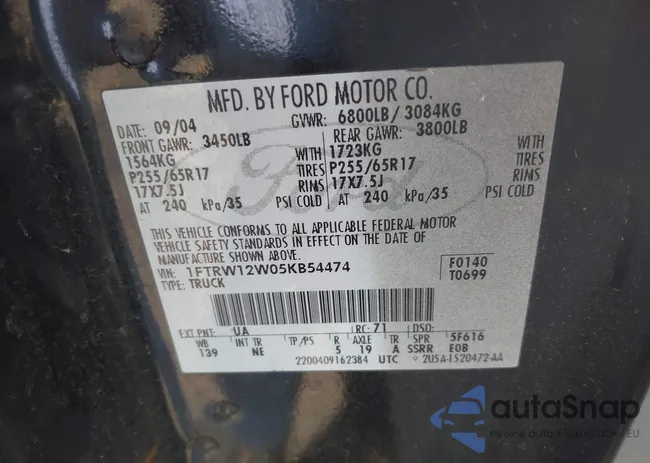 MFD. BY FORD MOTOR CO.
DATE: 09/04 GVWR: 6800LB/ 3084KG
FRONT GAWR: 3450LB REAR GAWR: 3800LB
1564KG WITH 1723KG WITH
P255/65R17 TIRES P255/65R17 TIRES
17X7.5J RIMS 17X7.5J RIMS
AT 240 kPa/35 PSI COLD AT 240 kPa/35 PSI COLD
THIS VEHICLE CONFORMS TO ALL APPLICABLE FEDERAL MOTOR
VEHICLE SAFETY STANDARDS IN EFFECT ON THE DATE OF
MANUFACTURE SHOWN ABOVE.
VIN: 1FTRW12W05KB54474 F0140
TYPE: TRUCK T0699
Ford
EXT PNT: UA RC: 71 DSO:
WB INT TR TP/PS R AXLE TR SPR 5F616
139 NE 5 19 A SSRR E0B
2200409162384 UTC 2U5A-1520472-AA
autoSnap